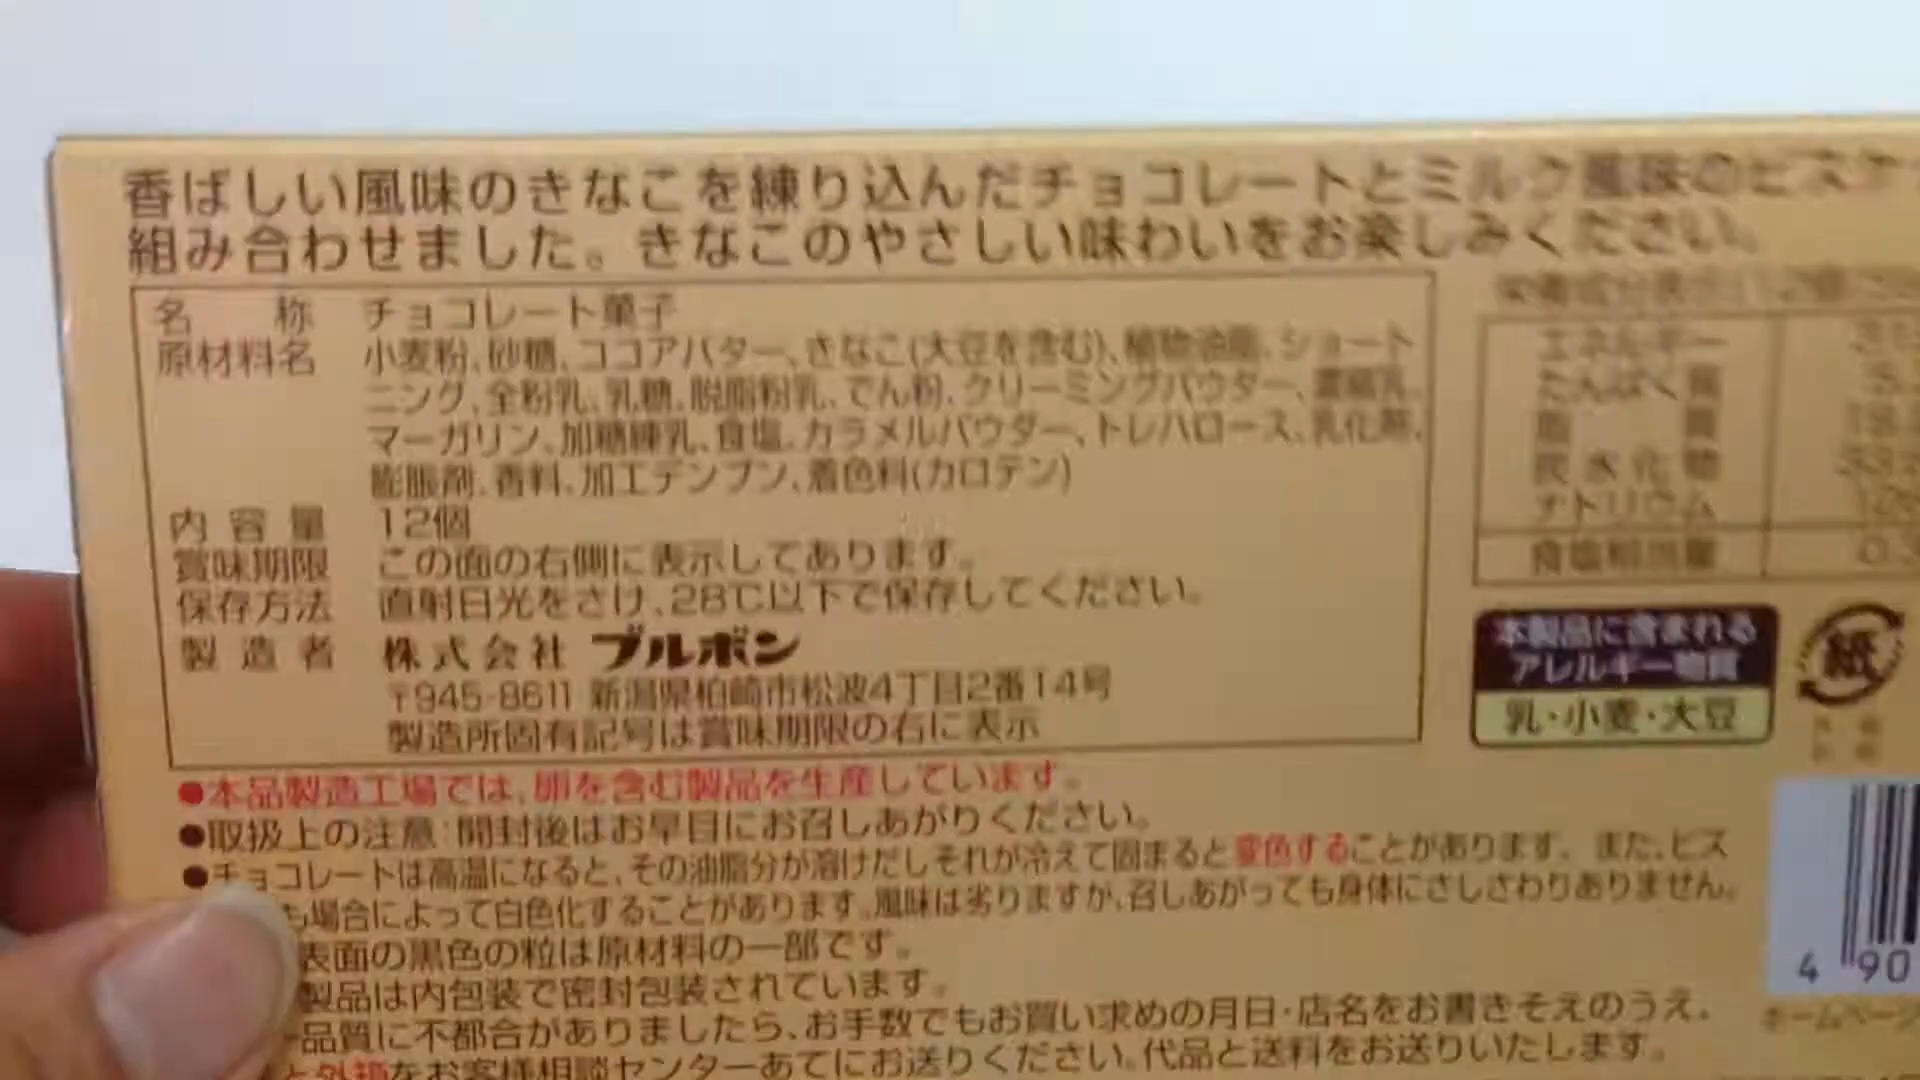 香ばしい風味のきなこを練り込んだチョコレートとミルク風味のビスケ
組み合わせました。きなこのやさしい味わいをお楽しみください。
名称 チョコレート菓子
原材料名 小麦粉、砂糖、ココアバター、きなこ(大豆を含む)、植物油脂、ショート
ニング、全粉乳、乳糖、脱脂粉乳、でん粉、クリーミングパウダー、濃縮乳、
マーガリン、加糖練乳、食塩、カラメルパウダー、トレハロース、乳化剤、
膨脹剤、香料、加工デンプン、着色料(カロテン)
内容量 12個
賞味期限 この面の右側に表示してあります。
保存方法 直射日光をさけ、28℃以下で保存してください。
製造者 株式会社 ブルボン
〒945-8611 新潟県柏崎市松波4丁目2番14号
製造所固有記号は賞味期限の右に表示
エネルギー
たんぱく質
脂質
炭水化物
ナトリウム
食塩相当量 0.
本製品に含まれる
アレルギー物質
乳・小麦・大豆
紙
●本品製造工場では、卵を含む製品を生産しています。
●取扱上の注意:開封後はお早目にお召しあがりください。
●チョコレートは高温になると、その油脂分が溶けだしそれが冷えて固まると変色することがあります。また、ビス
も場合によって白色化することがあります。風味は劣りますが、召しあがっても身体にさしさわりありません。
表面の黒色の粒は原材料の一部です。
製品は内包装で密封包装されています。
品質に不都合がありましたら、お手数でもお買い求めの月日・店名をお書きそえのうえ、
と外箱をお客様相談センターあてにお送りください。代品と送料をお送りいたします。
4 90
ホームページ